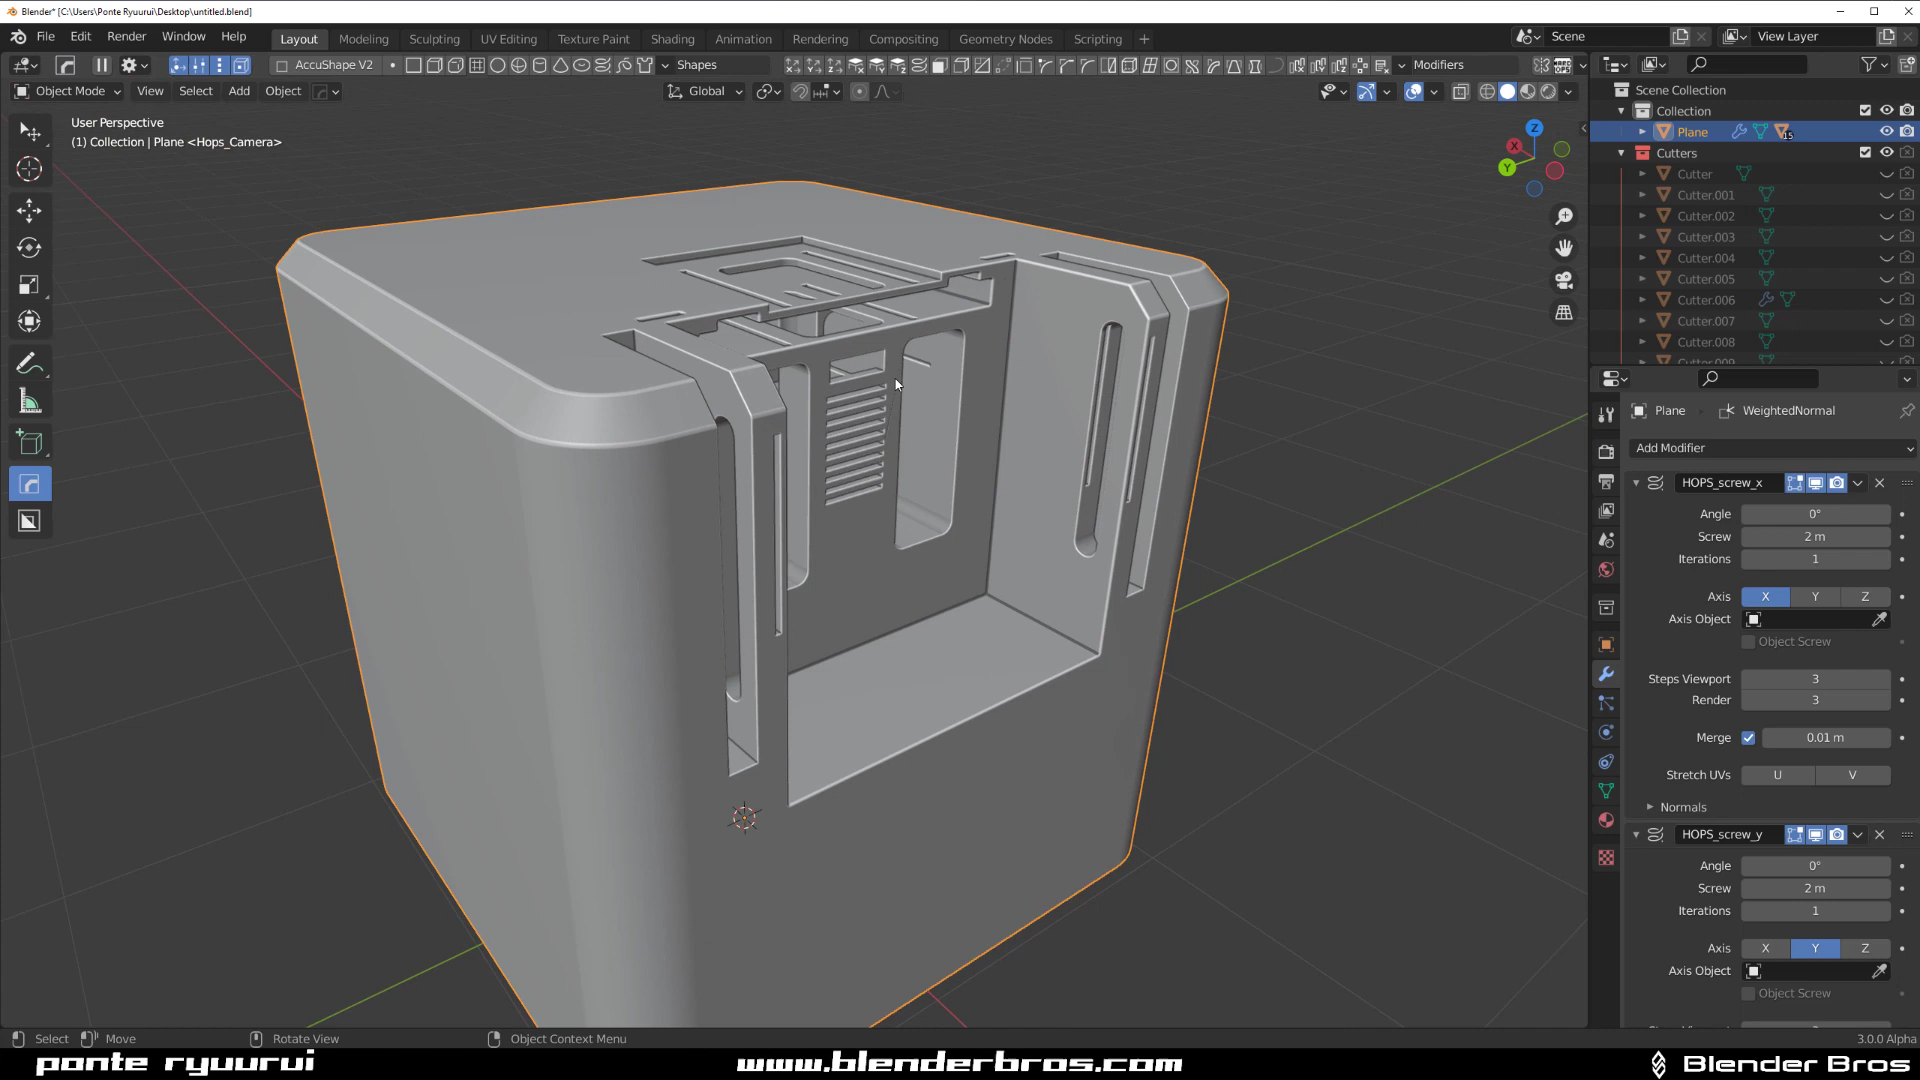 Blender* [C:\Users\Ponte Ryuurui\Desktop\untitled.blend]
File Edit Render Window Help Layout Modeling Sculpting UV Editing Texture Paint Shading Animation Rendering Compositing Geometry Nodes Scripting + Scene View Layer
AccuShape V2 Shapes Modifiers
Object Mode View Select Add Object Global
User Perspective
(1) Collection | Plane <Hops_Camera>
Z
X
Y
Scene Collection
Collection
Plane 15
Cutters
Cutter
Cutter.001
Cutter.002
Cutter.003
Cutter.004
Cutter.005
Cutter.006
Cutter.007
Cutter.008
Cutter.009
Plane WeightedNormal
Add Modifier
HOPS_screw_x
Angle 0°
Screw 2 m
Iterations 1
Axis X Y Z
Axis Object
Object Screw
Steps Viewport 3
Render 3
Merge 0.01 m
Stretch UVs U V
Normals
HOPS_screw_y
Angle 0°
Screw 2 m
Iterations 1
Axis X Y Z
Axis Object
Object Screw
Select Move Rotate View Object Context Menu 3.0.0 Alpha
ponte ryuurui www.blenderbros.com Blender Bros